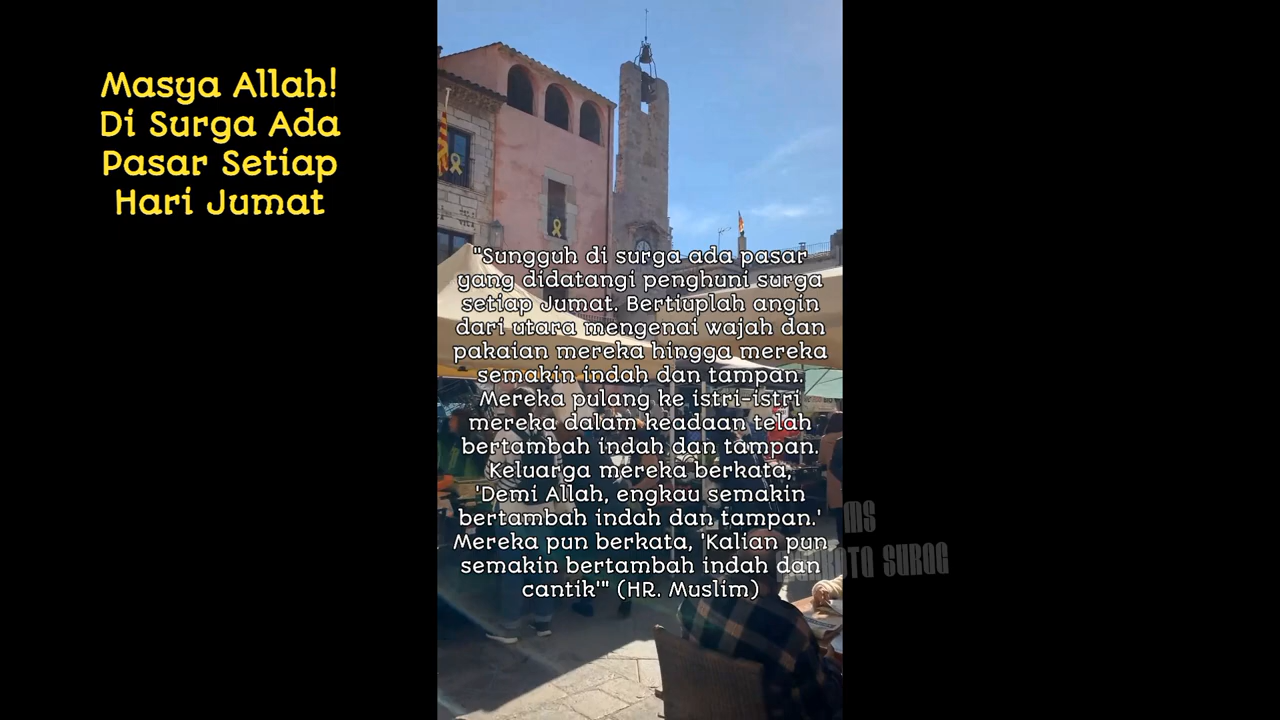 Masya Allah!
Di Surga Ada
Pasar Setiap
Hari Jumat
"Sungguh di surga ada pasar
yang didatangi penghuni surga
setiap Jumat. Bertiuplah angin
dari utara mengenai wajah dan
pakaian mereka hingga mereka
semakin indah dan tampan.
Mereka pulang ke istri-istri
mereka dalam keadaan telah
bertambah indah dan tampan.
Keluarga mereka berkata,
'Demi Allah, engkau semakin
bertambah indah dan tampan.'
Mereka pun berkata, 'Kalian pun
semakin bertambah indah dan
cantik'" (HR. Muslim)
MS